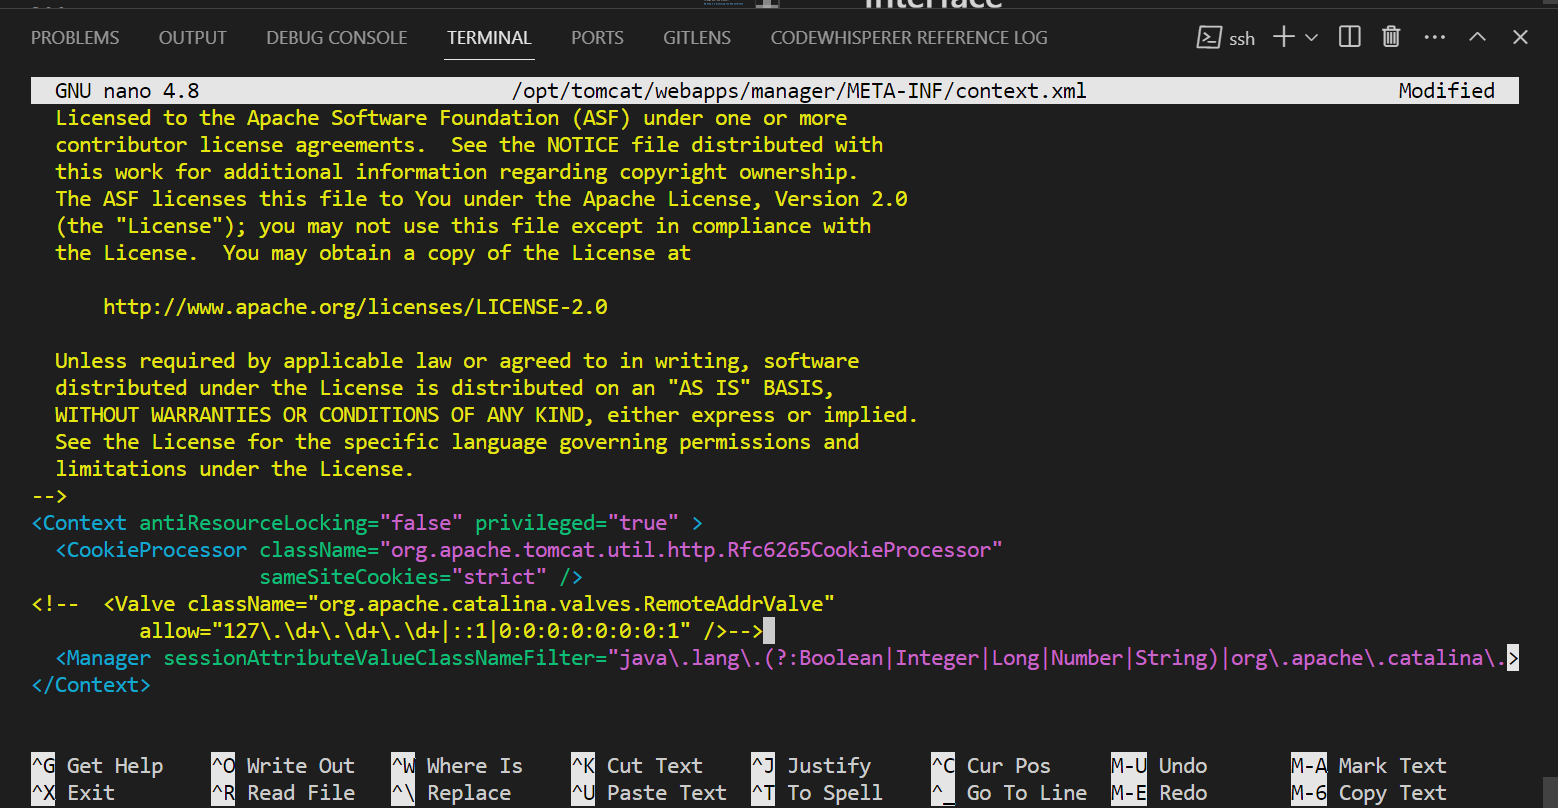 Interface
PROBLEMS OUTPUT DEBUG CONSOLE TERMINAL PORTS GITLENS CODEWHISPERER REFERENCE LOG ssh
GNU nano 4.8 /opt/tomcat/webapps/manager/META-INF/context.xml Modified
Licensed to the Apache Software Foundation (ASF) under one or more
contributor license agreements.  See the NOTICE file distributed with
this work for additional information regarding copyright ownership.
The ASF licenses this file to You under the Apache License, Version 2.0
(the "License"); you may not use this file except in compliance with
the License.  You may obtain a copy of the License at
http://www.apache.org/licenses/LICENSE-2.0
Unless required by applicable law or agreed to in writing, software
distributed under the License is distributed on an "AS IS" BASIS,
WITHOUT WARRANTIES OR CONDITIONS OF ANY KIND, either express or implied.
See the License for the specific language governing permissions and
limitations under the License.
-->
<Context antiResourceLocking="false" privileged="true" >
<CookieProcessor className="org.apache.tomcat.util.http.Rfc6265CookieProcessor"
sameSiteCookies="strict" />
<!--  <Valve className="org.apache.catalina.valves.RemoteAddrValve"
allow="127\.\d+\.\d+\.\d+|::1|0:0:0:0:0:0:0:1" />-->
<Manager sessionAttributeValueClassNameFilter="java\.lang\.(?:Boolean|Integer|Long|Number|String)|org\.apache\.catalina\.>
</Context>
^G Get Help ^O Write Out ^W Where Is ^K Cut Text ^J Justify ^C Cur Pos M-U Undo M-A Mark Text
^X Exit ^R Read File ^\ Replace ^U Paste Text ^T To Spell ^_ Go To Line M-E Redo M-6 Copy Text